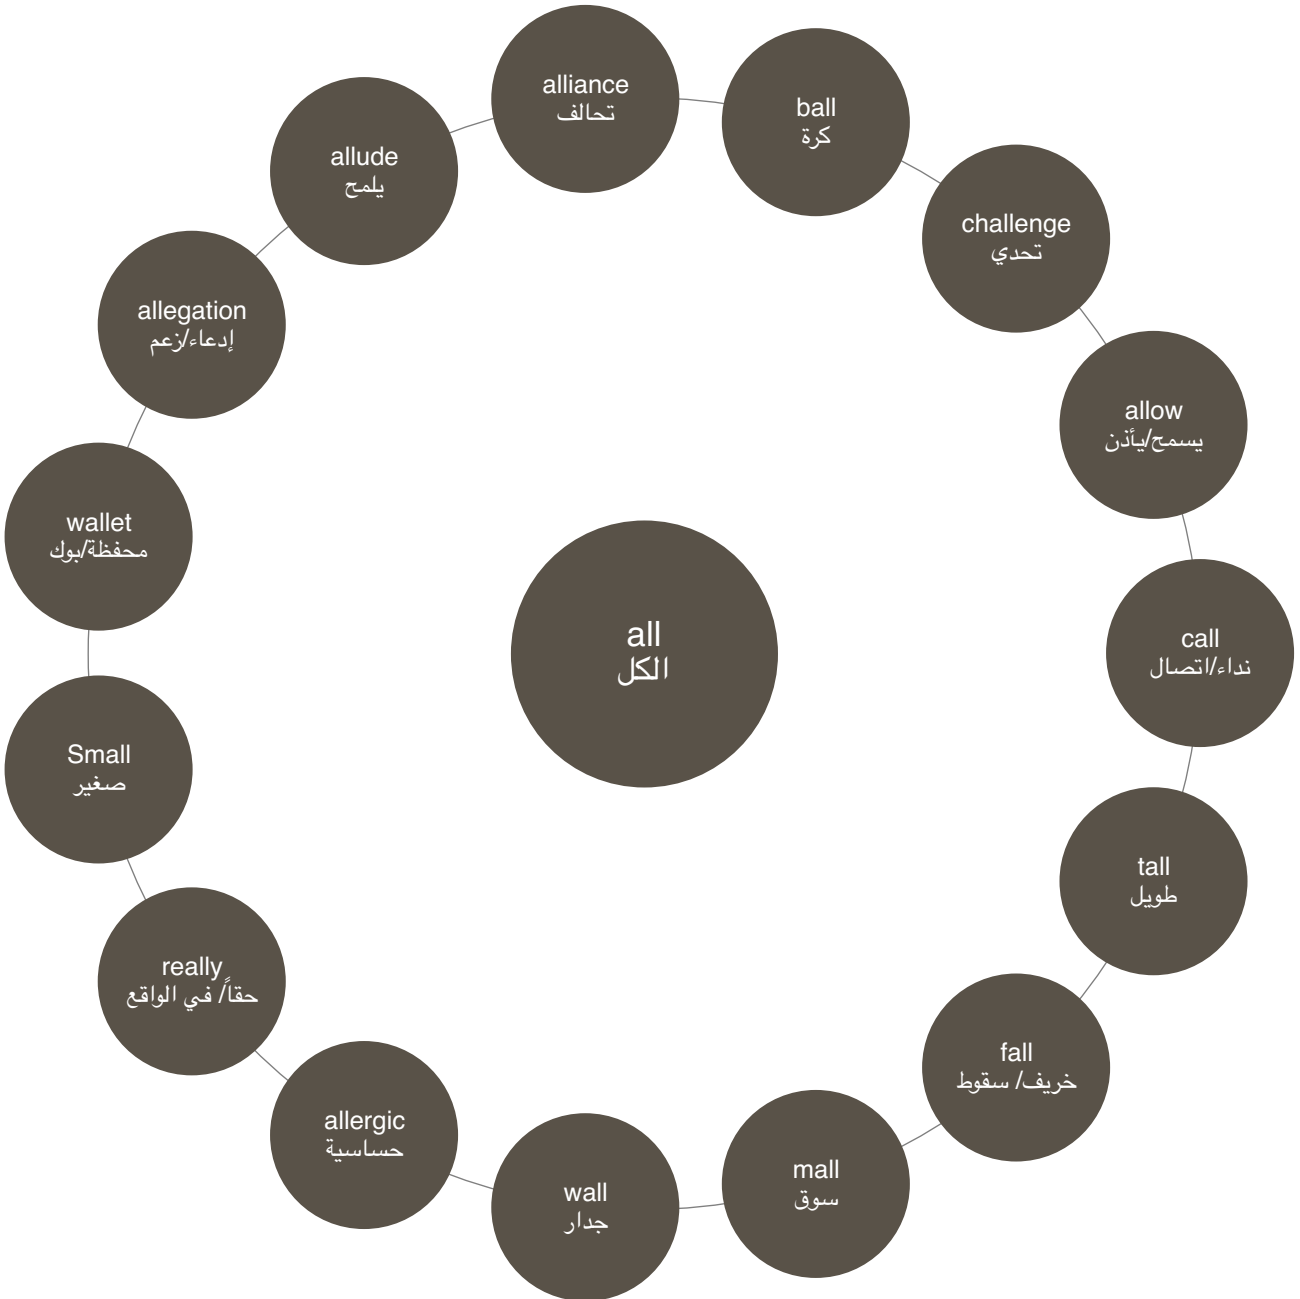 alliance
تحالف
ball
كرة
challenge
تحدي
allow
يسمح/يأذن
call
نداء/اتصال
tall
طويل
fall
خريف/ سقوط
mall
سوق
wall
جدار
allergic
حساسية
really
حقاً/ في الواقع
Small
صغير
wallet
محفظة/بوك
allegation
إدعاء/زعم
allude
يلمح
all
الكل